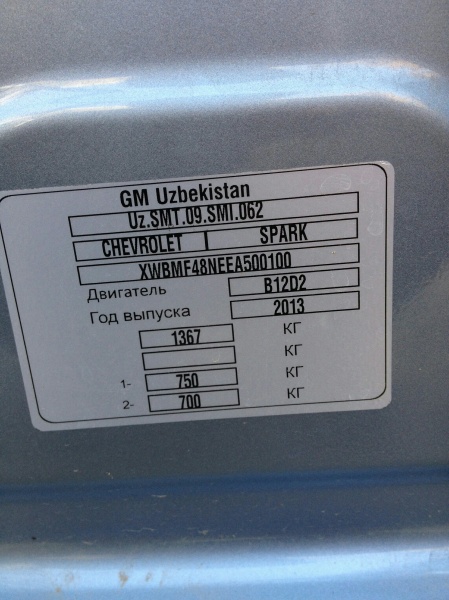 GM Uzbekistan
Uz.SMT.09.SMI.062
CHEVROLET SPARK
XWBMF48NEEA500100
Двигатель B12D2
Год выпуска 2013
1367 КГ
КГ
1- 750 КГ
2- 700 КГ